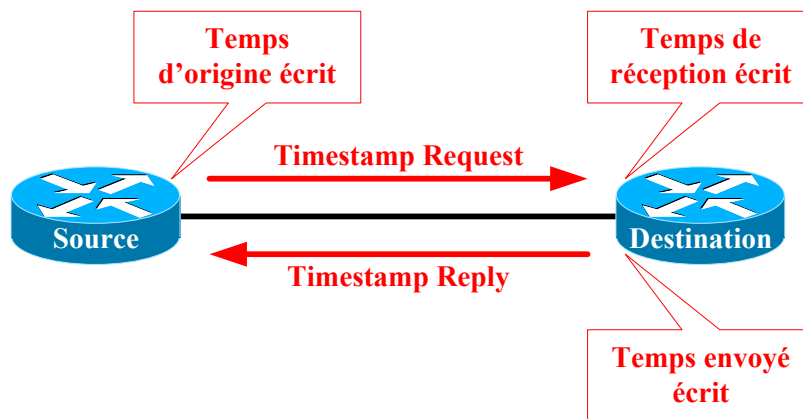 Temps
d’origine écrit
Temps de
réception écrit
Timestamp Request
Source
Destination
Timestamp Reply
Temps envoyé
écrit